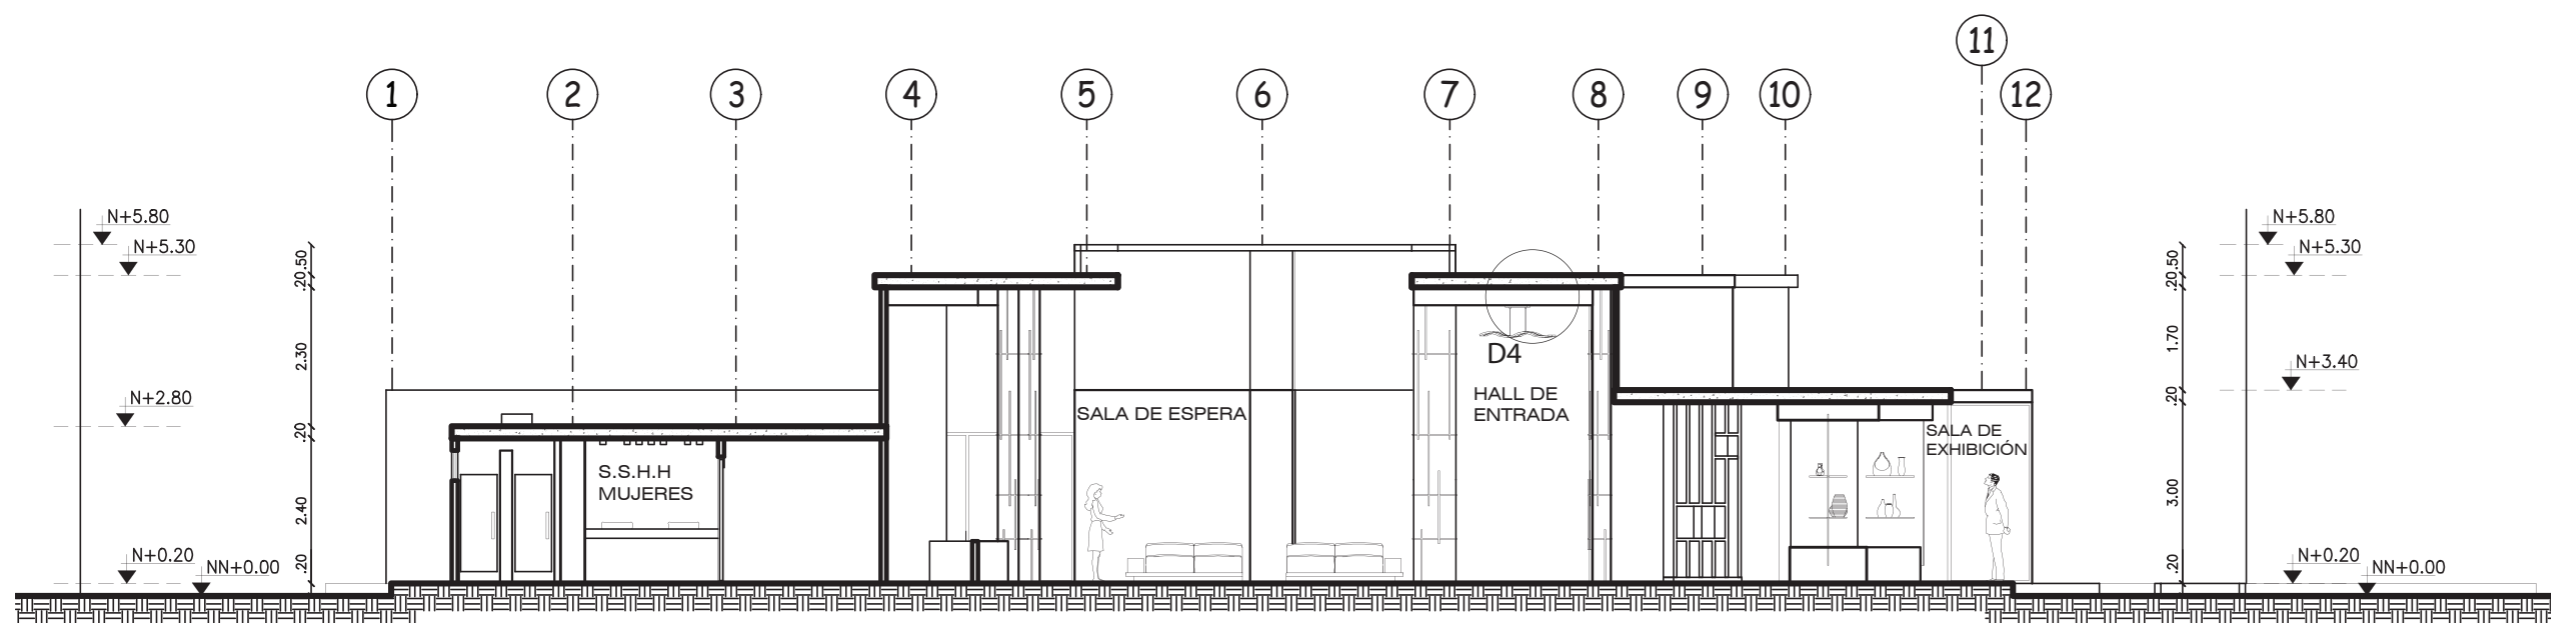 1
2
3
4
5
6
7
8
9
10
11
12
N+5.80
N+5.30
N+2.80
N+0.20
NN+0.00
.50
.20
2.30
.20
2.40
.20
S.S.H.H
MUJERES
SALA DE ESPERA
D4
HALL DE
ENTRADA
SALA DE
EXHIBICIÓN
.50
.20
1.70
.20
3.00
.20
N+5.80
N+5.30
N+3.40
N+0.20
NN+0.00